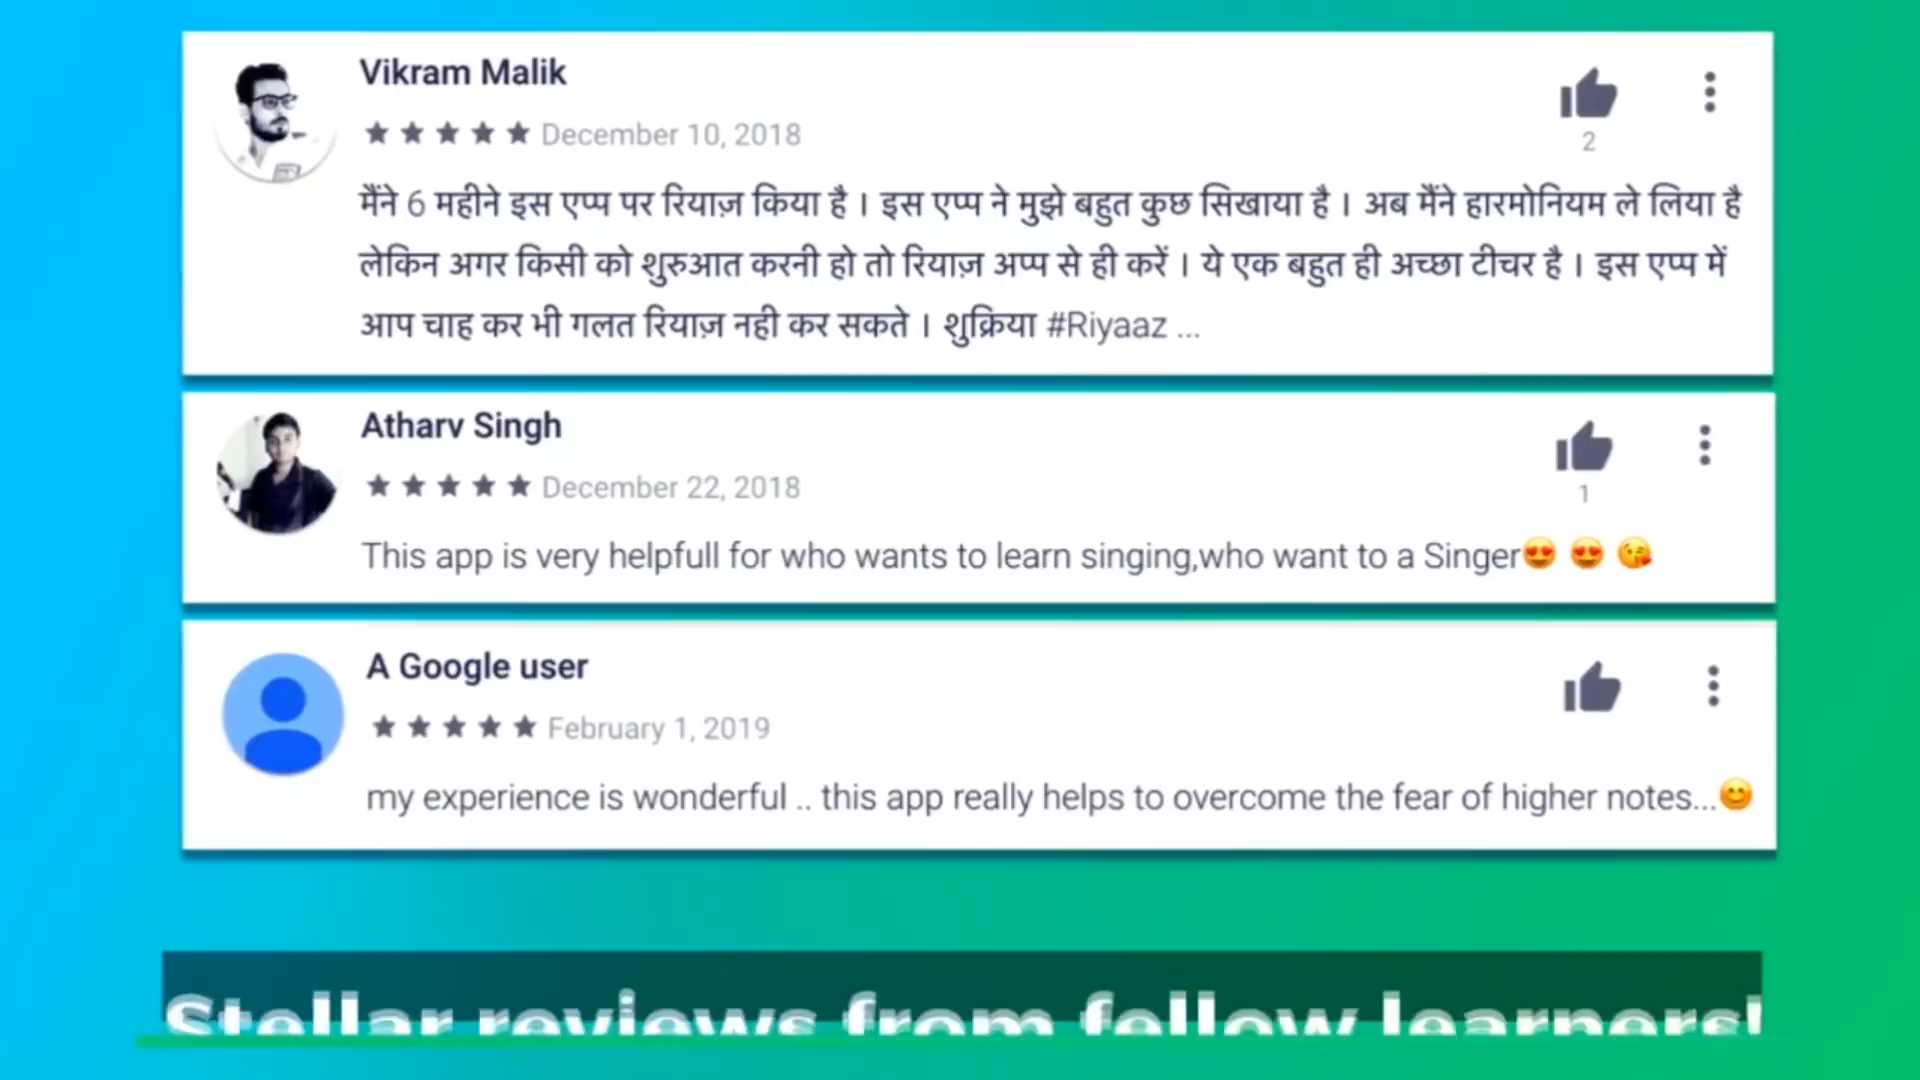 Vikram Malik
December 10, 2018
2
मैंने 6 महीने इस एप्प पर रियाज़ किया है । इस एप्प ने मुझे बहुत कुछ सिखाया है । अब मैंने हारमोनियम ले लिया है
लेकिन अगर किसी को शुरुआत करनी हो तो रियाज़ अप्प से ही करें । ये एक बहुत ही अच्छा टीचर है । इस एप्प में
आप चाह कर भी गलत रियाज़ नही कर सकते । शुक्रिया #Riyaaz ...
Atharv Singh
December 22, 2018
1
This app is very helpfull for who wants to learn singing,who want to a Singer😍 😍 😘
A Google user
February 1, 2019
my experience is wonderful .. this app really helps to overcome the fear of higher notes...😊
Stellar reviews from fellow learners!